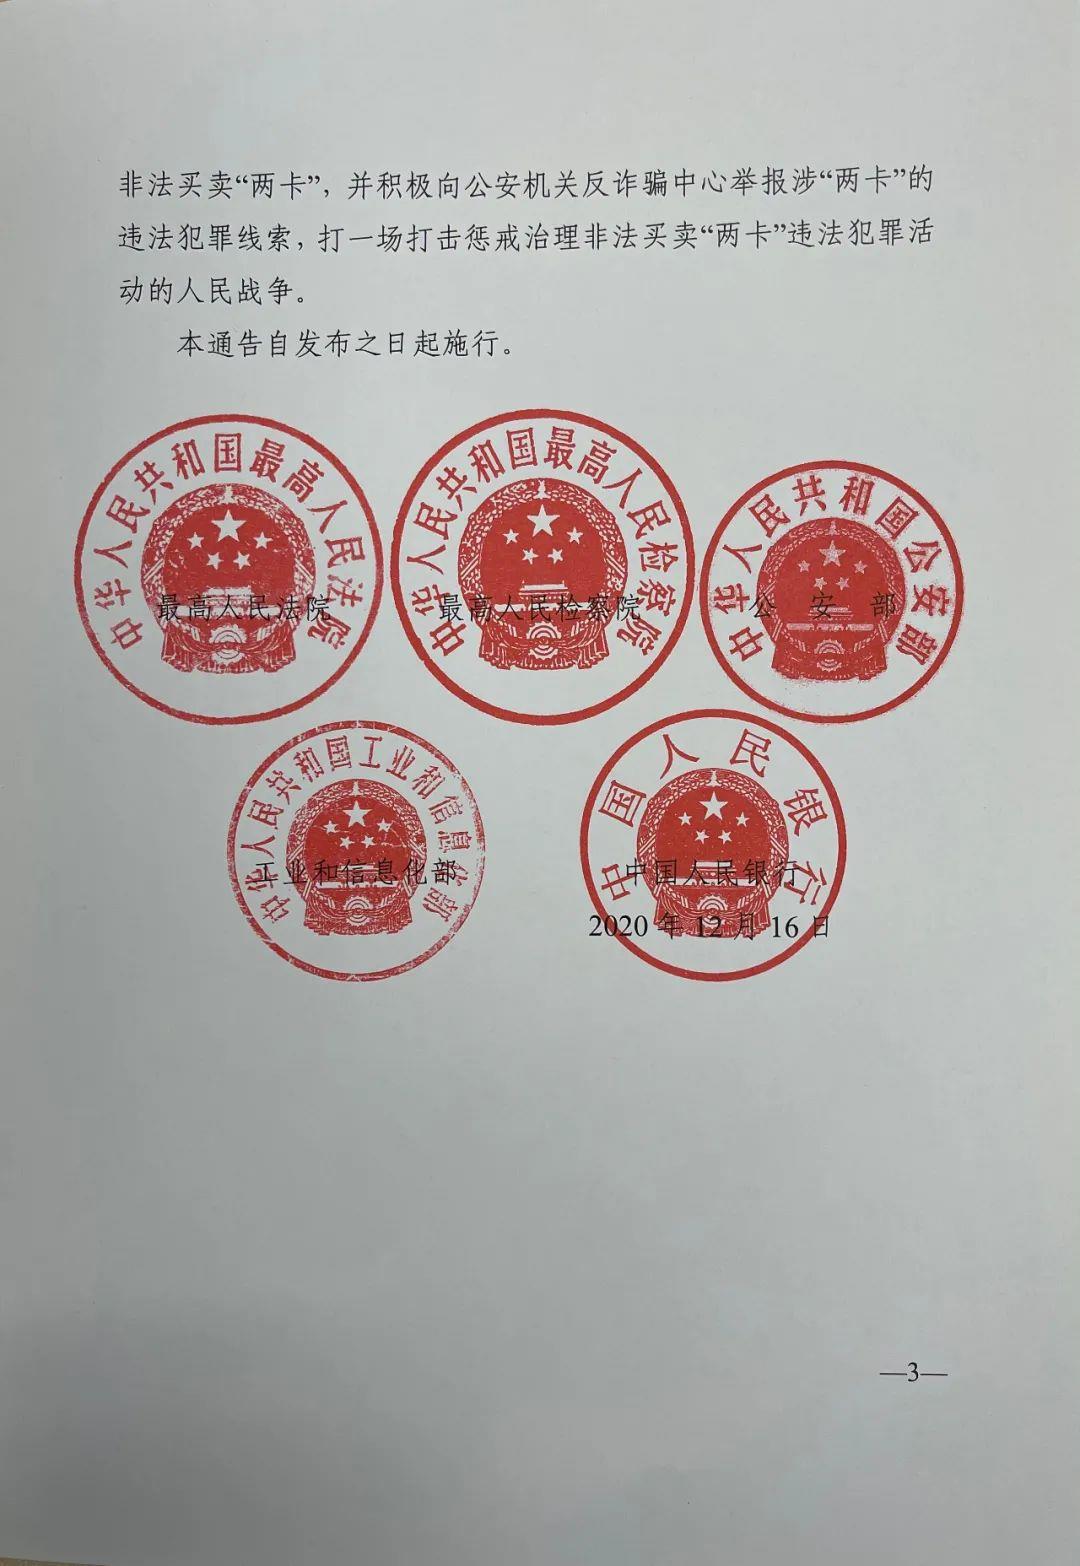 非法买卖“两卡”，并积极向公安机关反诈骗中心举报涉“两卡”的
违法犯罪线索，打一场打击惩戒治理非法买卖“两卡”违法犯罪活
动的人民战争。
本通告自发布之日起施行。
中华人民共和国最高人民法院
最高人民法院
中华人民共和国最高人民检察院
最高人民检察院
中华人民共和国公安部
公安部
中华人民共和国工业和信息化部
工业和信息化部
中国人民银行
中国人民银行
2020年12月16日
—3—